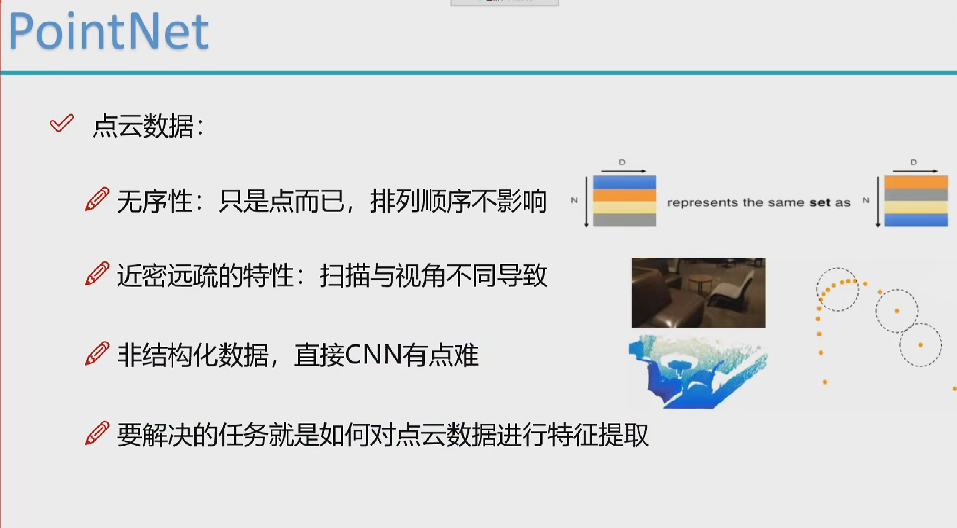 PointNet
点云数据：
无序性：只是点而已，排列顺序不影响
D
N
represents the same set as
D
N
近密远疏的特性：扫描与视角不同导致
非结构化数据，直接CNN有点难
要解决的任务就是如何对点云数据进行特征提取